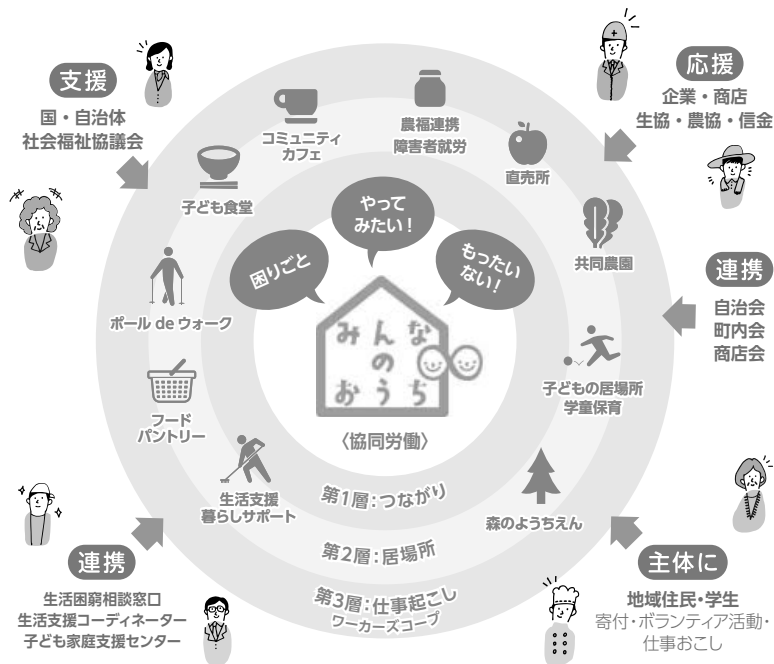 支援
国・自治体
社会福祉協議会
応援
企業・商店
生協・農協・信金
コミュニティ
カフェ
農福連携
障害者就労
直売所
子ども食堂
やって
みたい！
困りごと
もったい
ない！
共同農園
連携
自治会
町内会
商店会
ポール de ウォーク
みんな
の
おうち
〈協同労働〉
子どもの居場所
学童保育
フード
パントリー
生活支援
暮らしサポート
森のようちえん
第1層：つながり
第2層：居場所
第3層：仕事起こし
ワーカーズコープ
連携
生活困窮相談窓口
生活支援コーディネーター
子ども家庭支援センター
主体に
地域住民・学生
寄付・ボランティア活動・
仕事おこし